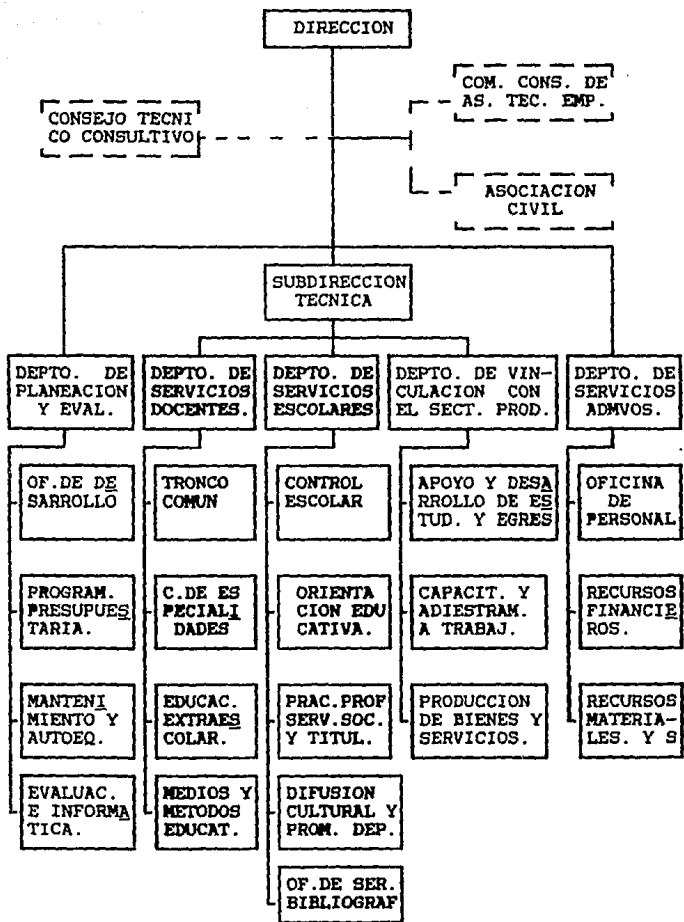 DIRECCION
COM. CONS. DE
AS. TEC. EMP.
CONSEJO TECNI
CO CONSULTIVO
ASOCIACION
CIVIL
SUBDIRECCION
TECNICA
DEPTO. DE
PLANEACION
Y EVAL.
DEPTO. DE
SERVICIOS
DOCENTES.
DEPTO. DE
SERVICIOS
ESCOLARES
DEPTO. DE VIN-
CULACION CON
EL SECT. PROD.
DEPTO. DE
SERVICIOS
ADMVOS.
OF.DE DE
SARROLLO
TRONCO
COMUN
CONTROL
ESCOLAR
APOYO Y DESA
RROLLO DE ES
TUD. Y EGRES
OFICINA
DE
PERSONAL
PROGRAM.
PRESUPUES
TARIA.
C.DE ES
PECIALI
DADES
ORIENTA
CION EDU
CATIVA.
CAPACIT. Y
ADIESTRAM.
A TRABAJ.
RECURSOS
FINANCIE
ROS.
MANTENI
MIENTO Y
AUTOEQ.
EDUCAC.
EXTRAES
COLAR.
PRAC.PROF
SERV.SOC.
Y TITUL.
PRODUCCION
DE BIENES Y
SERVICIOS.
RECURSOS
MATERIA-
LES. Y S
EVALUAC.
E INFORMA
TICA.
MEDIOS Y
METODOS
EDUCAT.
DIFUSION
CULTURAL Y
PROM. DEP.
OF.DE SER.
BIBLIOGRAF